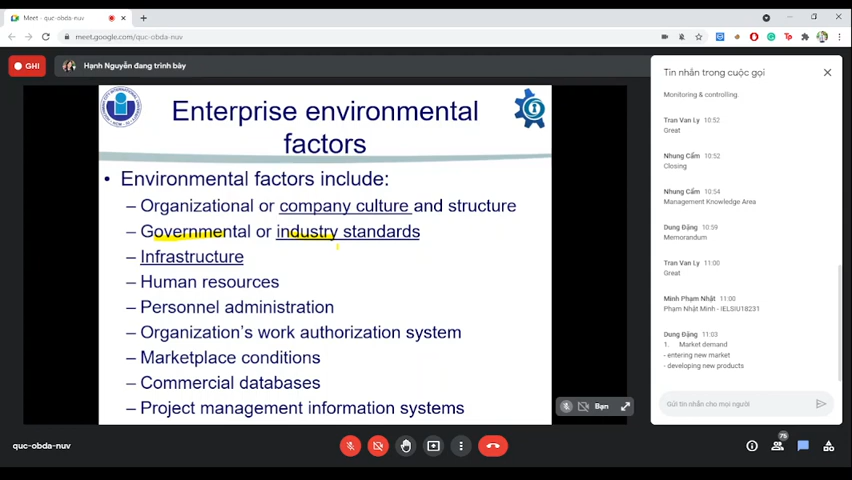 Meet - quc-obda-nuv
meet.google.com/quc-obda-nuv
GHI
Hạnh Nguyễn đang trình bày
Enterprise environmental
factors
• Environmental factors include:
– Organizational or company culture and structure
– Governmental or industry standards
– Infrastructure
– Human resources
– Personnel administration
– Organization's work authorization system
– Marketplace conditions
– Commercial databases
– Project management information systems
Bạn
Tin nhắn trong cuộc gọi
Monitoring & controlling
Tran Van Ly 10:52
Great
Nhung Cẩm 10:52
Closing
Nhung Cẩm 10:54
Management Knowledge Area
Dung Đặng 10:59
Memorandum
Tran Van Ly 11:00
Great
Minh Phạm Nhật 11:00
Phạm Nhật Minh - IELSIU18231
Dung Đặng 11:03
1. Market demand
- entering new market
- developing new products
Gửi tin nhắn cho mọi người
quc-obda-nuv
75